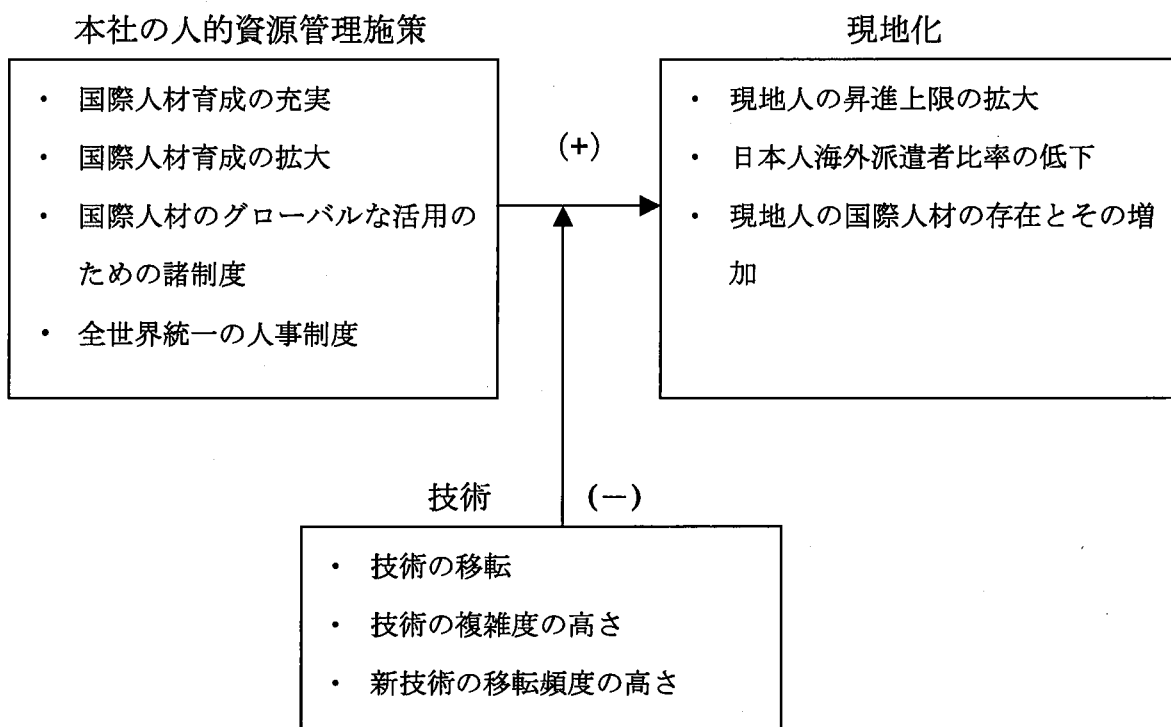 本社の人的資源管理施策
・ 国際人材育成の充実
・ 国際人材育成の拡大
・ 国際人材のグローバルな活用の
ための諸制度
・ 全世界統一の人事制度
(+)
現地化
・ 現地人の昇進上限の拡大
・ 日本人海外派遣者比率の低下
・ 現地人の国際人材の存在とその増
加
技術
(－)
・ 技術の移転
・ 技術の複雑度の高さ
・ 新技術の移転頻度の高さ